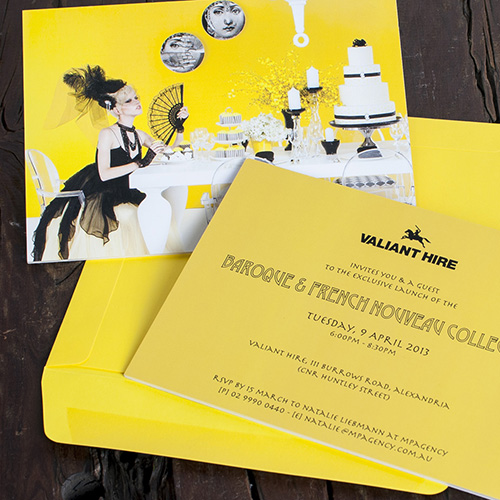 VALIANT HIRE
INVITES YOU & A GUEST
TO THE EXCLUSIVE LAUNCH OF THE
BAROQUE & FRENCH NOUVEAU COLLEC
TUESDAY, 9 APRIL 2013
6:00PM - 8:30PM
VALIANT HIRE, 111 BURROWS ROAD, ALEXANDRIA
(CNR HUNTLEY STREET)
RSVP BY 15 MARCH TO NATALIE LIEBMANN AT MPAGENCY
[P] 02 9990 0440 - [E] NATALIE@MPAGENCY.COM.AU